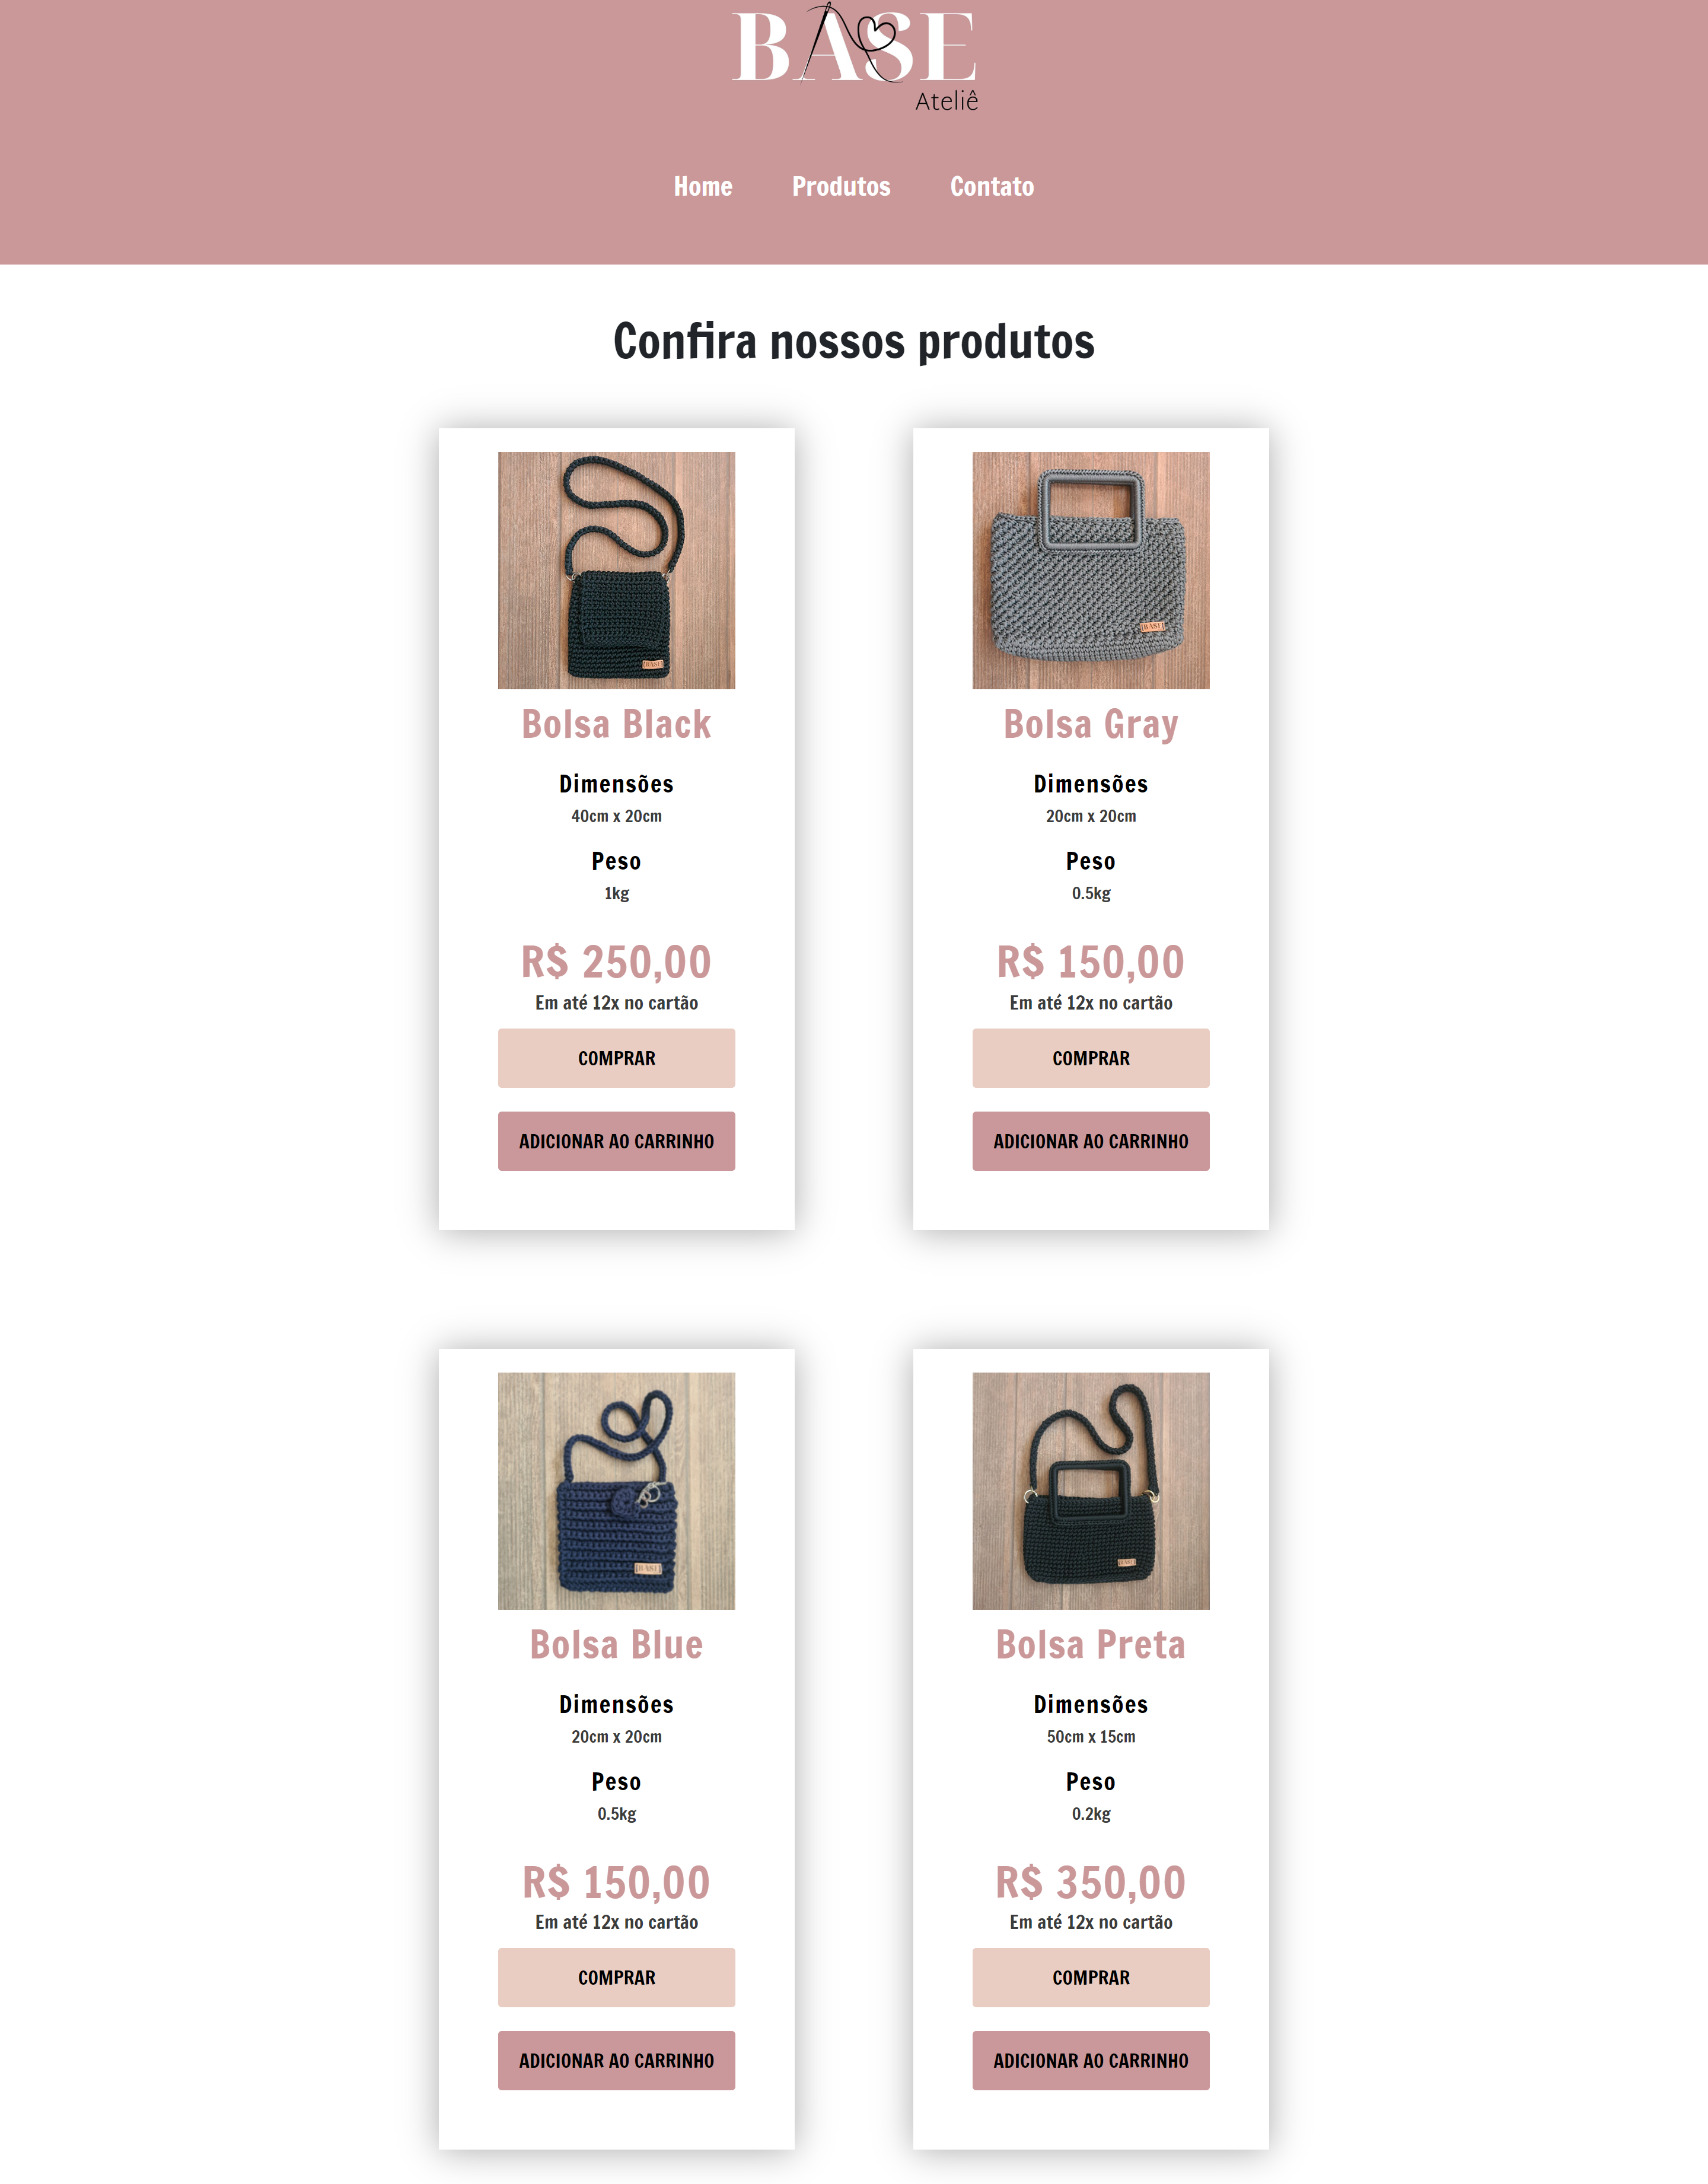 BASE
Ateliê
Home Produtos Contato
Confira nossos produtos
BASE
Bolsa Black
Dimensões
40cm x 20cm
Peso
1kg
R$ 250,00
Em até 12x no cartão
COMPRAR
ADICIONAR AO CARRINHO
BASE
Bolsa Gray
Dimensões
20cm x 20cm
Peso
0.5kg
R$ 150,00
Em até 12x no cartão
COMPRAR
ADICIONAR AO CARRINHO
BASE
Bolsa Blue
Dimensões
20cm x 20cm
Peso
0.5kg
R$ 150,00
Em até 12x no cartão
COMPRAR
ADICIONAR AO CARRINHO
BASE
Bolsa Preta
Dimensões
50cm x 15cm
Peso
0.2kg
R$ 350,00
Em até 12x no cartão
COMPRAR
ADICIONAR AO CARRINHO